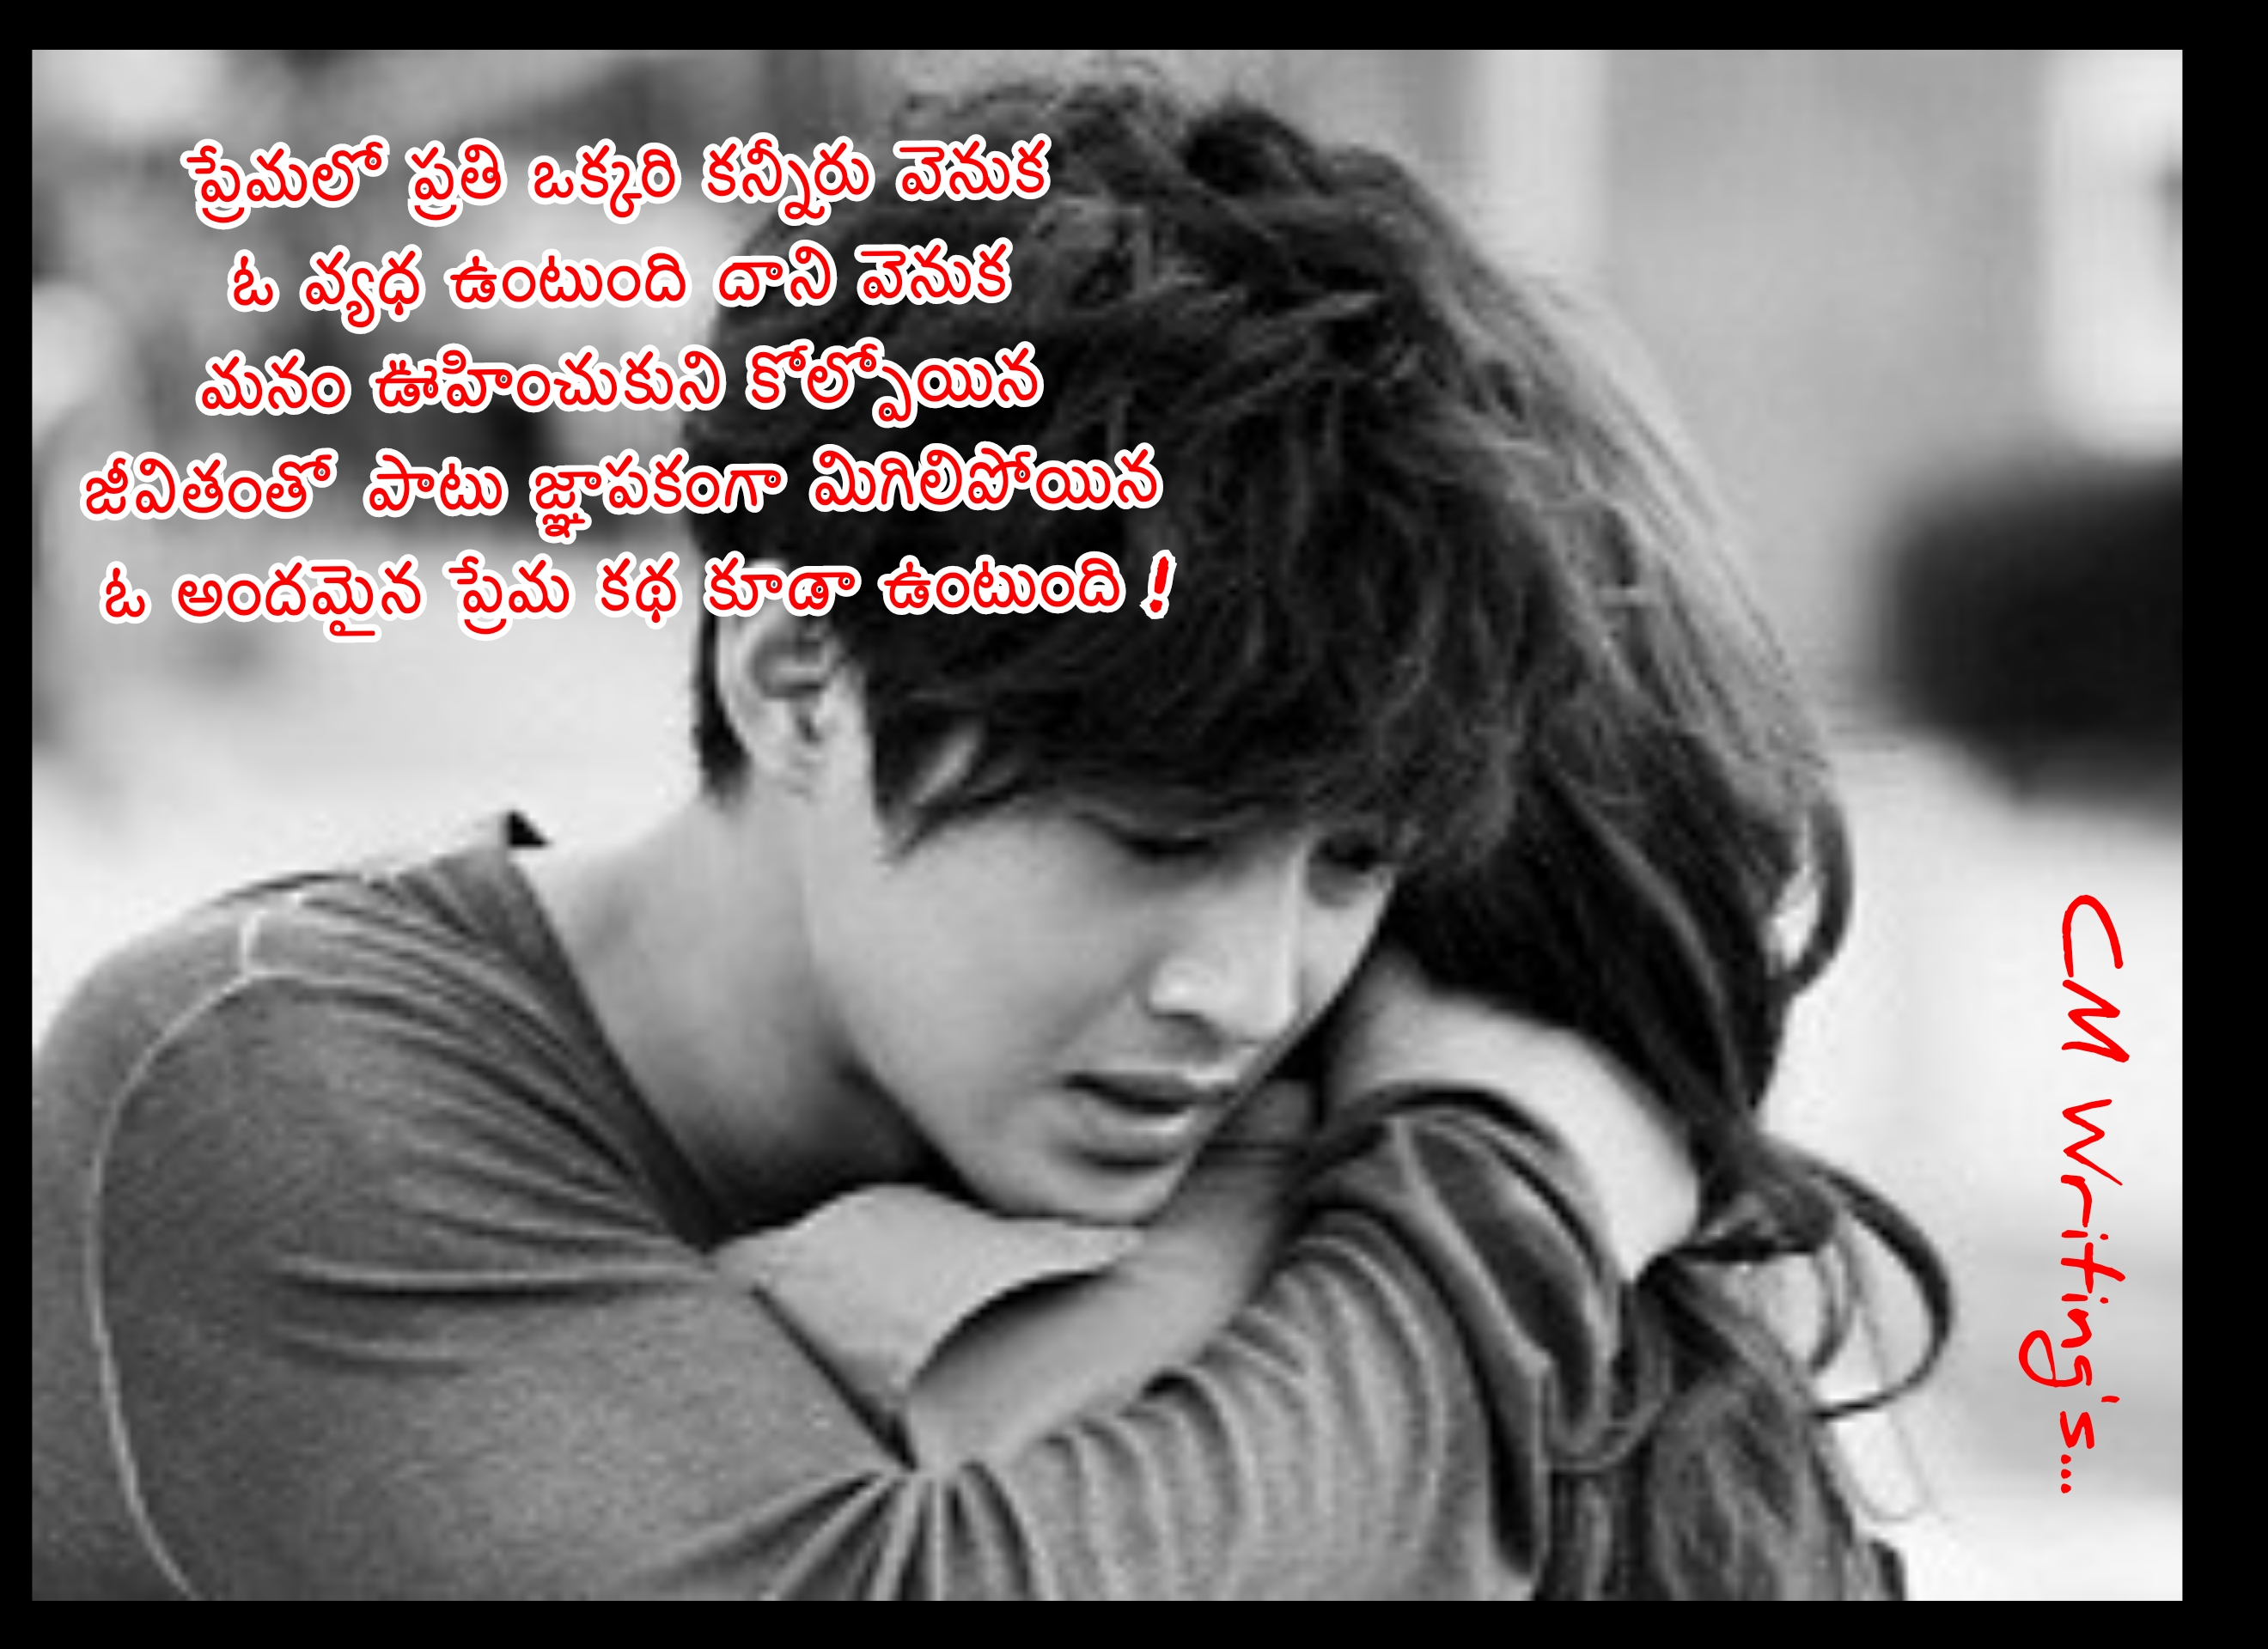 ప్రేమలో ప్రతి ఒక్కరి కన్నీరు వెనుక
ఓ వ్యధ ఉంటుంది దాని వెనుక
మనం ఊహించుకుని కోల్పోయిన
జీవితంతో పాటు జ్ఞాపకంగా మిగిలిపోయిన
ఓ అందమైన ప్రేమ కథ కూడా ఉంటుంది !
CM Writing's...